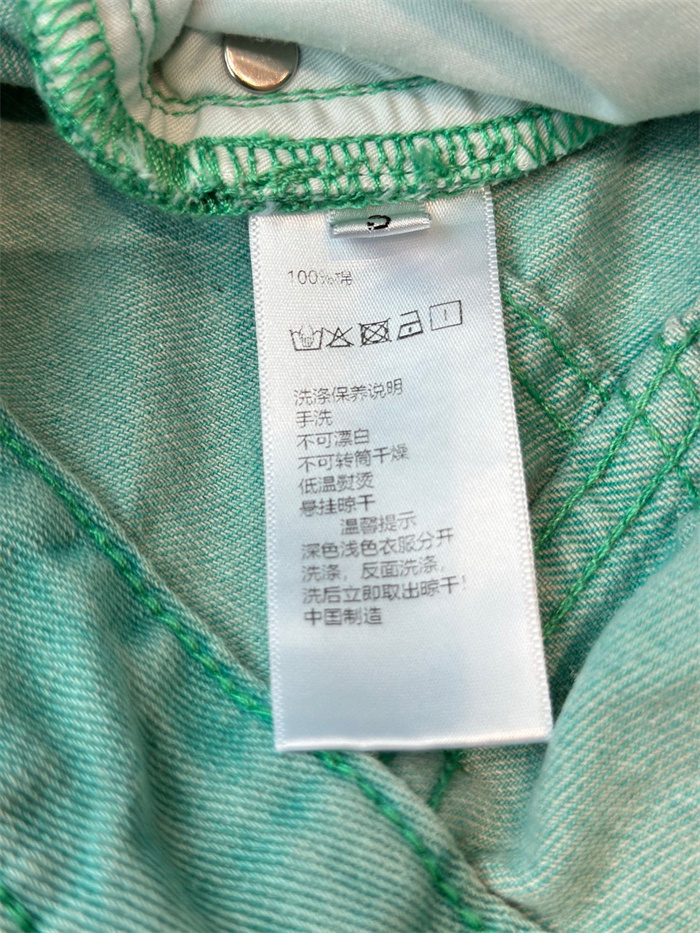 100%棉
洗涤保养说明
手洗
不可漂白
不可转筒干燥
低温熨烫
悬挂晾干
温馨提示
深色浅色衣服分开
洗涤，反面洗涤，
洗后立即取出晾干！
中国制造